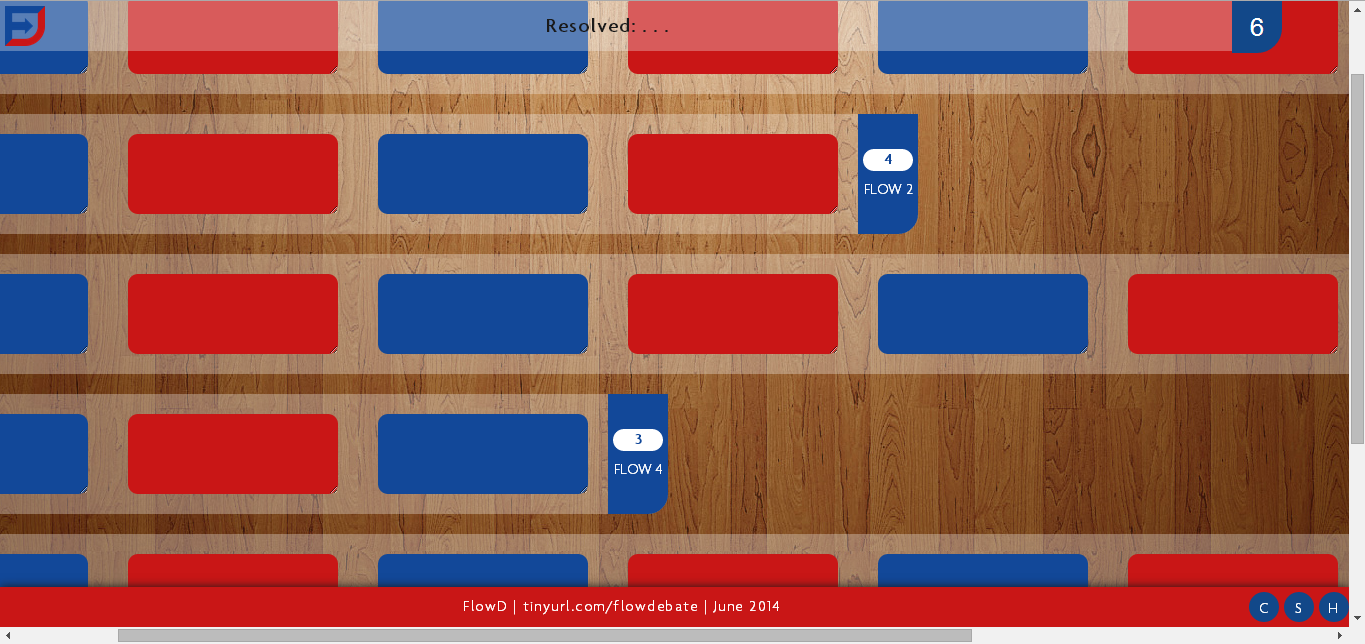 Resolved: . . .
6
4
FLOW 2
3
FLOW 4
FlowD | tinyurl.com/flowdebate | June 2014
C S H